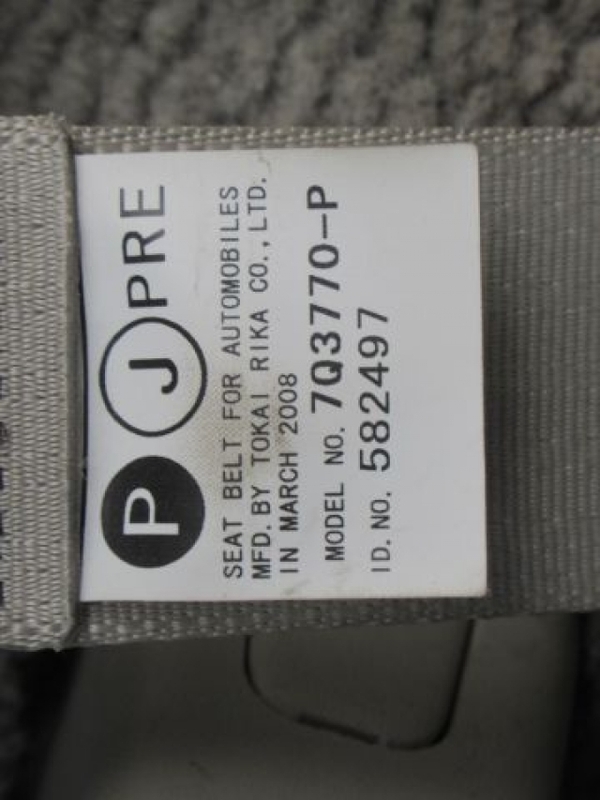 P J PRE
SEAT BELT FOR AUTOMOBILES
MFD. BY TOKAI RIKA CO., LTD.
IN MARCH 2008
MODEL NO. 7Q3770-P
ID. NO. 582497